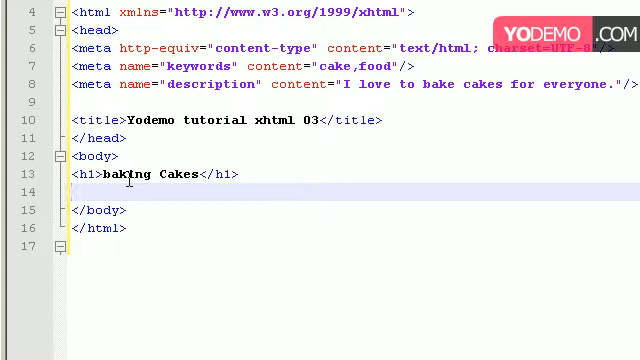 YODEMO.COM
4 <html xmlns="http://www.w3.org/1999/xhtml">
5 <head>
6 <meta http-equiv="content-type" content="text/html; charset=UTF-8"/>
7 <meta name="keywords" content="cake,food"/>
8 <meta name="description" content="I love to bake cakes for everyone."/>
9
10 <title>Yodemo tutorial xhtml 03</title>
11 </head>
12 <body>
13 <h1>baking Cakes</h1>
14
15 </body>
16 </html>
17